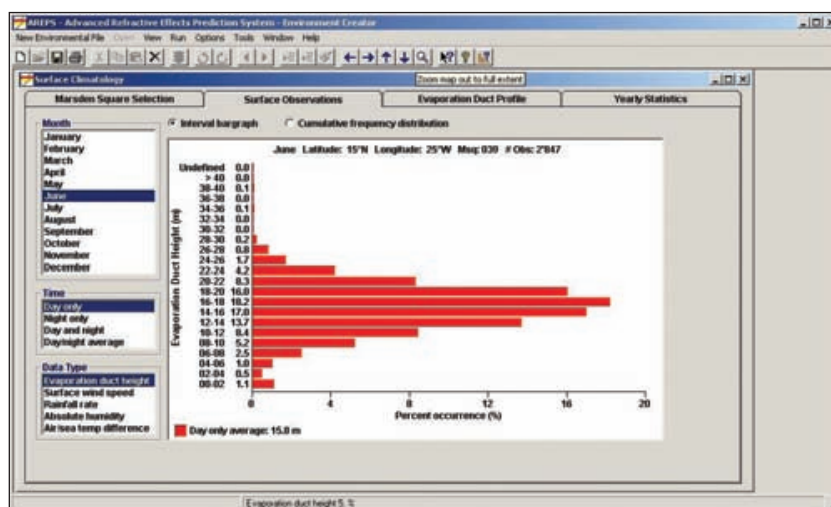 AREPS - Advanced Refractive Effects Prediction System - Environment Creator
New Environmental File Open View Run Options Tools Window Help
Surface Climatology
Zoom map out to full extent
Marsden Square Selection Surface Observations Evaporation Duct Profile Yearly Statistics
Month
January
February
March
April
May
June
July
August
September
October
November
December
Time
Day only
Night only
Day and night
Day/night average
Data Type
Evaporation duct height
Surface wind speed
Rainfall rate
Absolute humidity
Air/sea temp difference
Interval bargraph Cumulative frequency distribution
June Latitude: 15°N Longitude: 25°W Msq: 039 # Obs: 2'847
Evaporation Duct Height (m)
Undefined 0.0
> 40 0.0
38-40 0.1
36-38 0.0
34-36 0.1
32-34 0.0
30-32 0.0
28-30 0.2
26-28 0.8
24-26 1.7
22-24 4.2
20-22 8.3
18-20 16.0
16-18 18.2
14-16 17.0
12-14 13.7
10-12 8.4
08-10 5.2
06-08 2.5
04-06 1.0
02-04 0.5
00-02 1.1
0 4 8 12 16 20
Percent occurrence (%)
Day only average: 15.8 m
Evaporation duct height 5, %